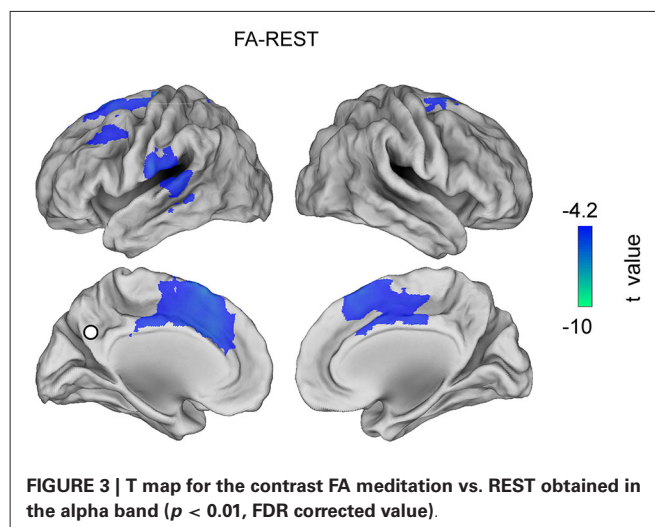 FA-REST
-4.2
t value
-10
FIGURE 3 | T map for the contrast FA meditation vs. REST obtained in
the alpha band (p < 0.01, FDR corrected value).